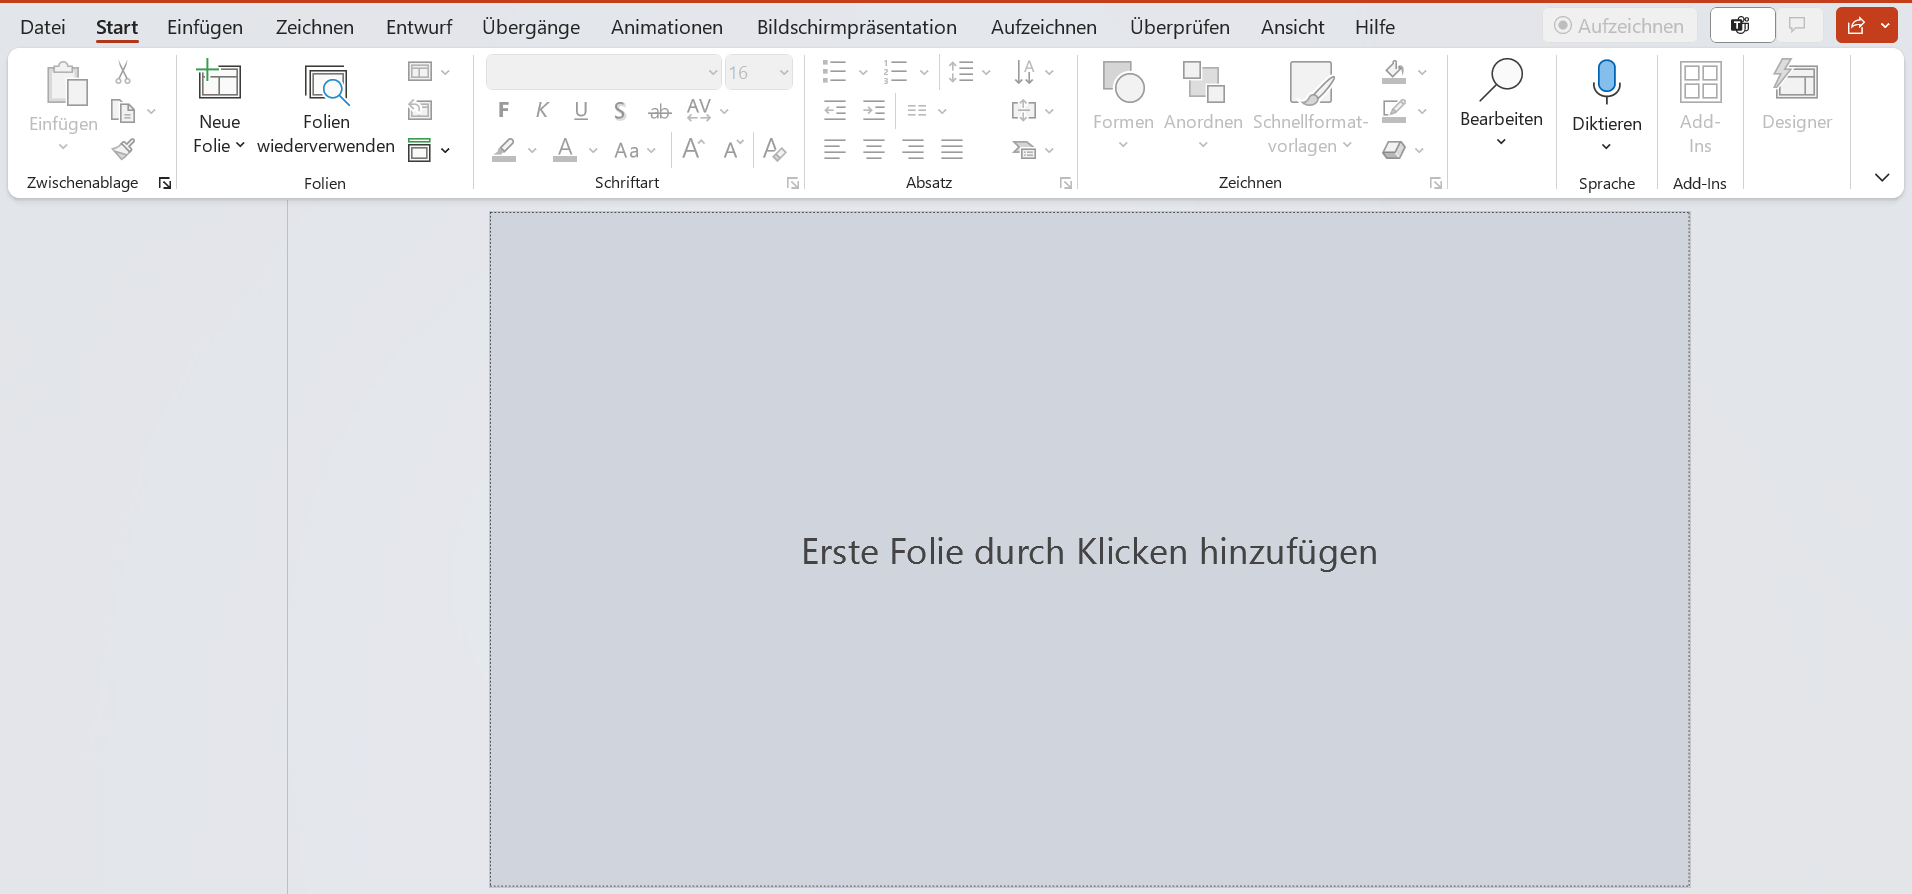 Datei Start Einfügen Zeichnen Entwurf Übergänge Animationen Bildschirmpräsentation Aufzeichnen Überprüfen Ansicht Hilfe Aufzeichnen
Einfügen
Zwischenablage
Neue
Folie
Folien
wiederverwenden
Folien
16
F K U S ab AV
A Aa A A A
Schriftart
Absatz
Formen
Anordnen
Schnellformat-
vorlagen
Zeichnen
Bearbeiten
Diktieren
Sprache
Add-
Ins
Add-Ins
Designer
Erste Folie durch Klicken hinzufügen